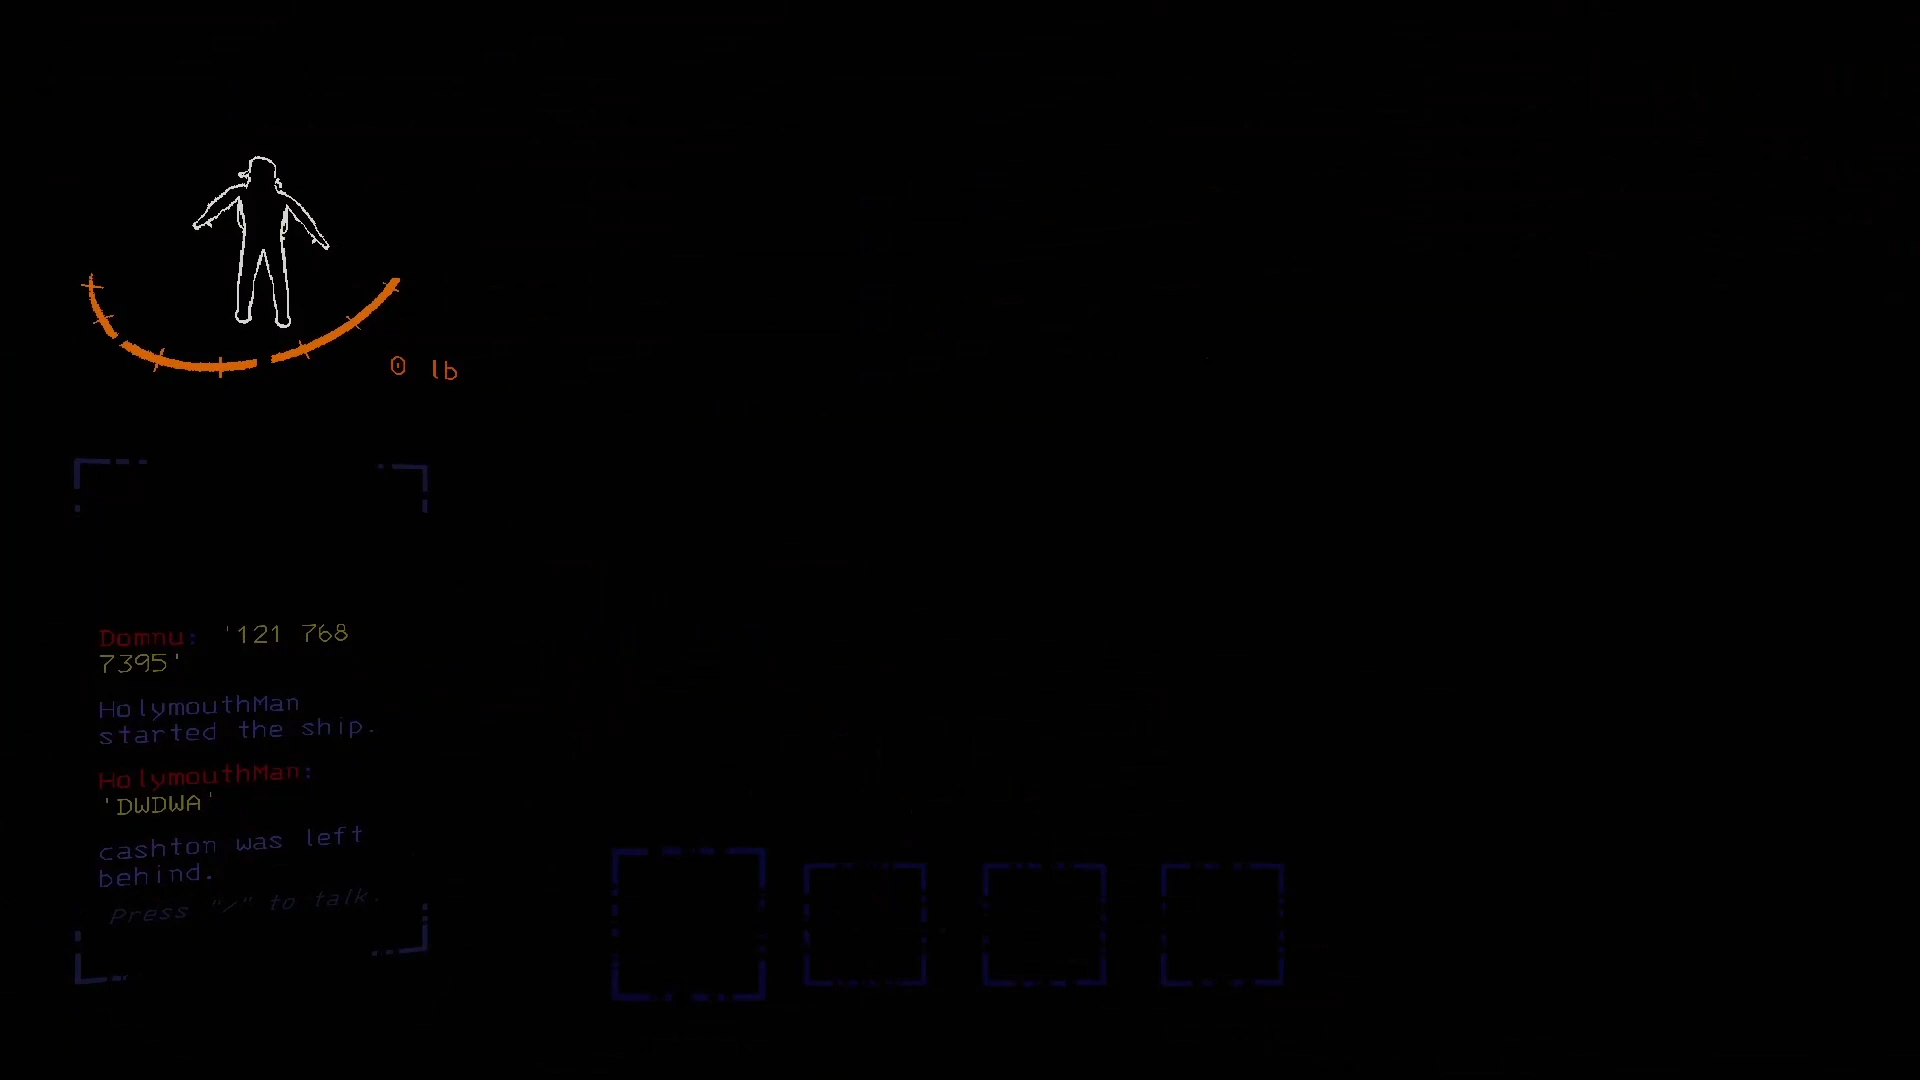 0 lb
Domnu: '121 768
7395'
HolymouthMan
started the ship.
HolymouthMan:
'DWDWA'
cashton was left
behind.
Press "/" to talk.